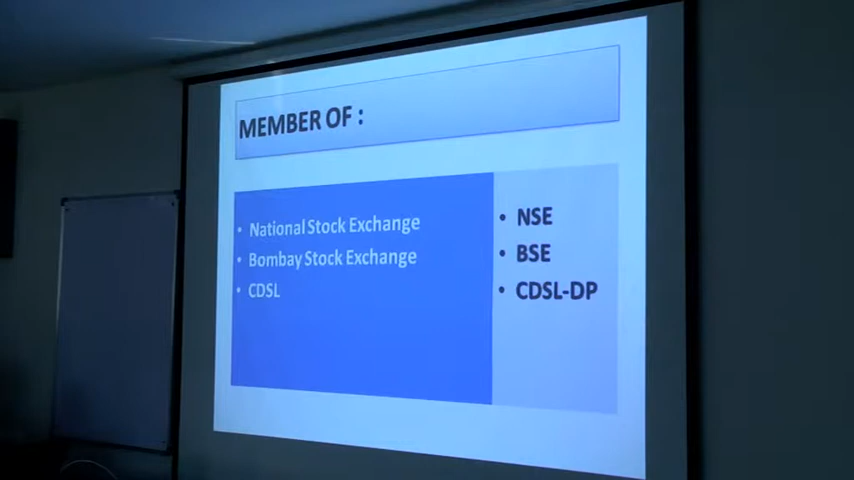 MEMBER OF :
• National Stock Exchange
• Bombay Stock Exchange
• CDSL
• NSE
• BSE
• CDSL-DP